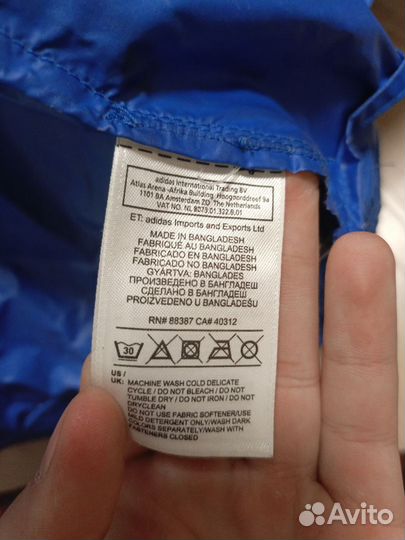 adidas International Trading BV
Atlas Arena -Afrika Building, Hoogoorddreef 9a
1101 BA Amsterdam ZO, The Netherlands
VAT NO. NL 8073.01.322.B.01
ET: adidas Imports and Exports Ltd
MADE IN BANGLADESH
FABRIQUÉ AU BANGLADESH
FABRICADO EN BANGLADESH
FABRICADO NO BANGLADESH
GYÁRTVA: BANGLADES
ПРОИЗВЕДЕНО В БАНГЛАДЕШ
СДЕЛАНО В БАНГЛАДЕШ
PROIZVEDENO U BANGLADEŠU
RN# 88387 CA# 40312
30
US /
UK: MACHINE WASH COLD DELICATE
CYCLE / DO NOT BLEACH / DO NOT
TUMBLE DRY / DO NOT IRON / DO NOT
DRYCLEAN
DO NOT USE FABRIC SOFTENER/USE
MILD DETERGENT ONLY/WASH DARK
COLORS SEPARATELY/WASH WITH
FASTENERS CLOSED
Avito